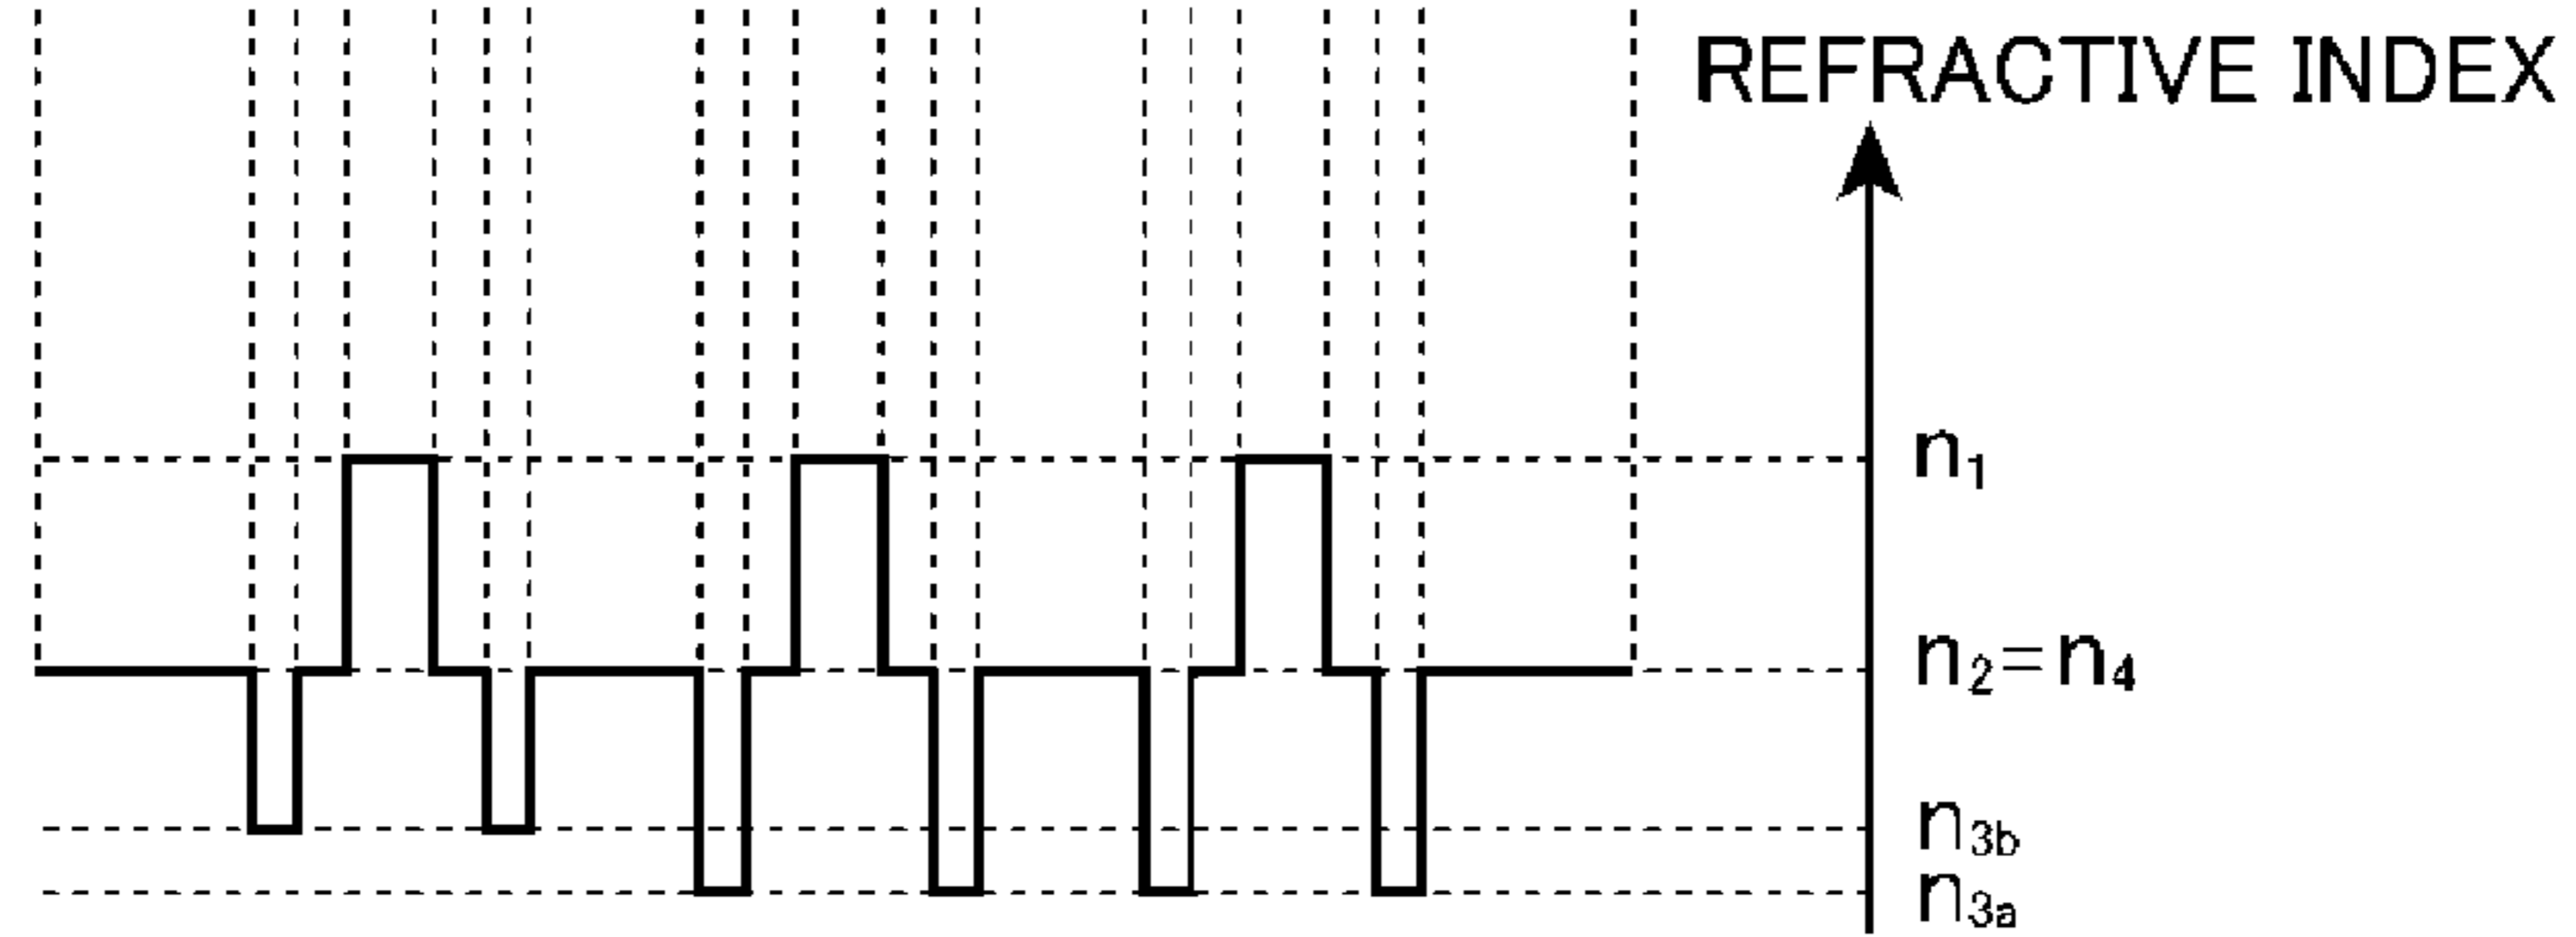 REFRACTIVE INDEX
n₁
n₂=n₄
n₃b
n₃a